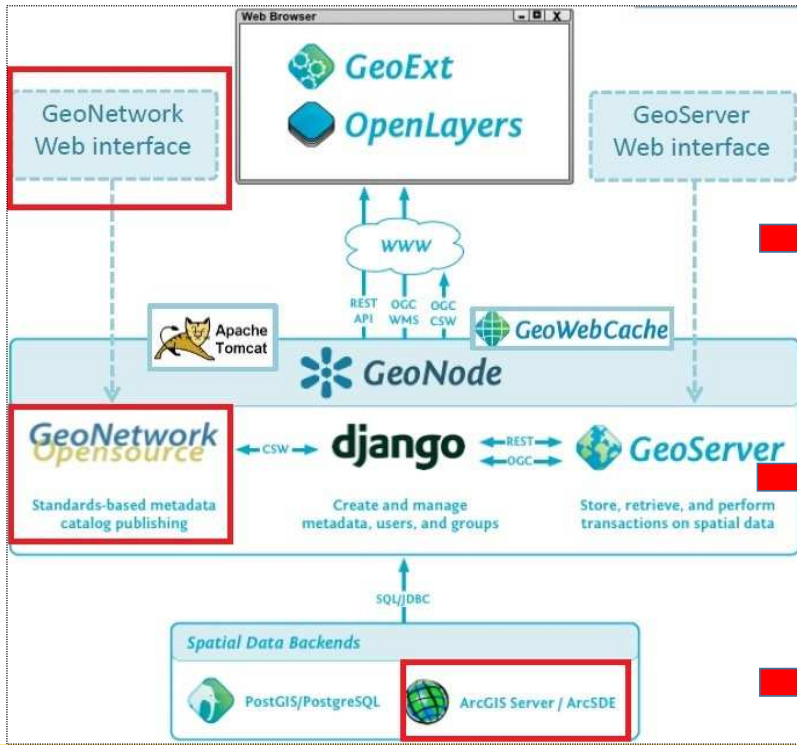 Web Browser
GeoExt
OpenLayers
GeoNetwork
Web interface
GeoServer
Web interface
WWW
REST
API
OGC
WMS
OGC
CSW
Apache
Tomcat
GeoWebCache
GeoNode
GeoNetwork
Opensource
CSW
django
REST
OGC
GeoServer
Standards-based metadata
catalog publishing
Create and manage
metadata, users, and groups
Store, retrieve, and perform
transactions on spatial data
SQL/JDBC
Spatial Data Backends
PostGIS/PostgreSQL
ArcGIS Server / ArcSDE